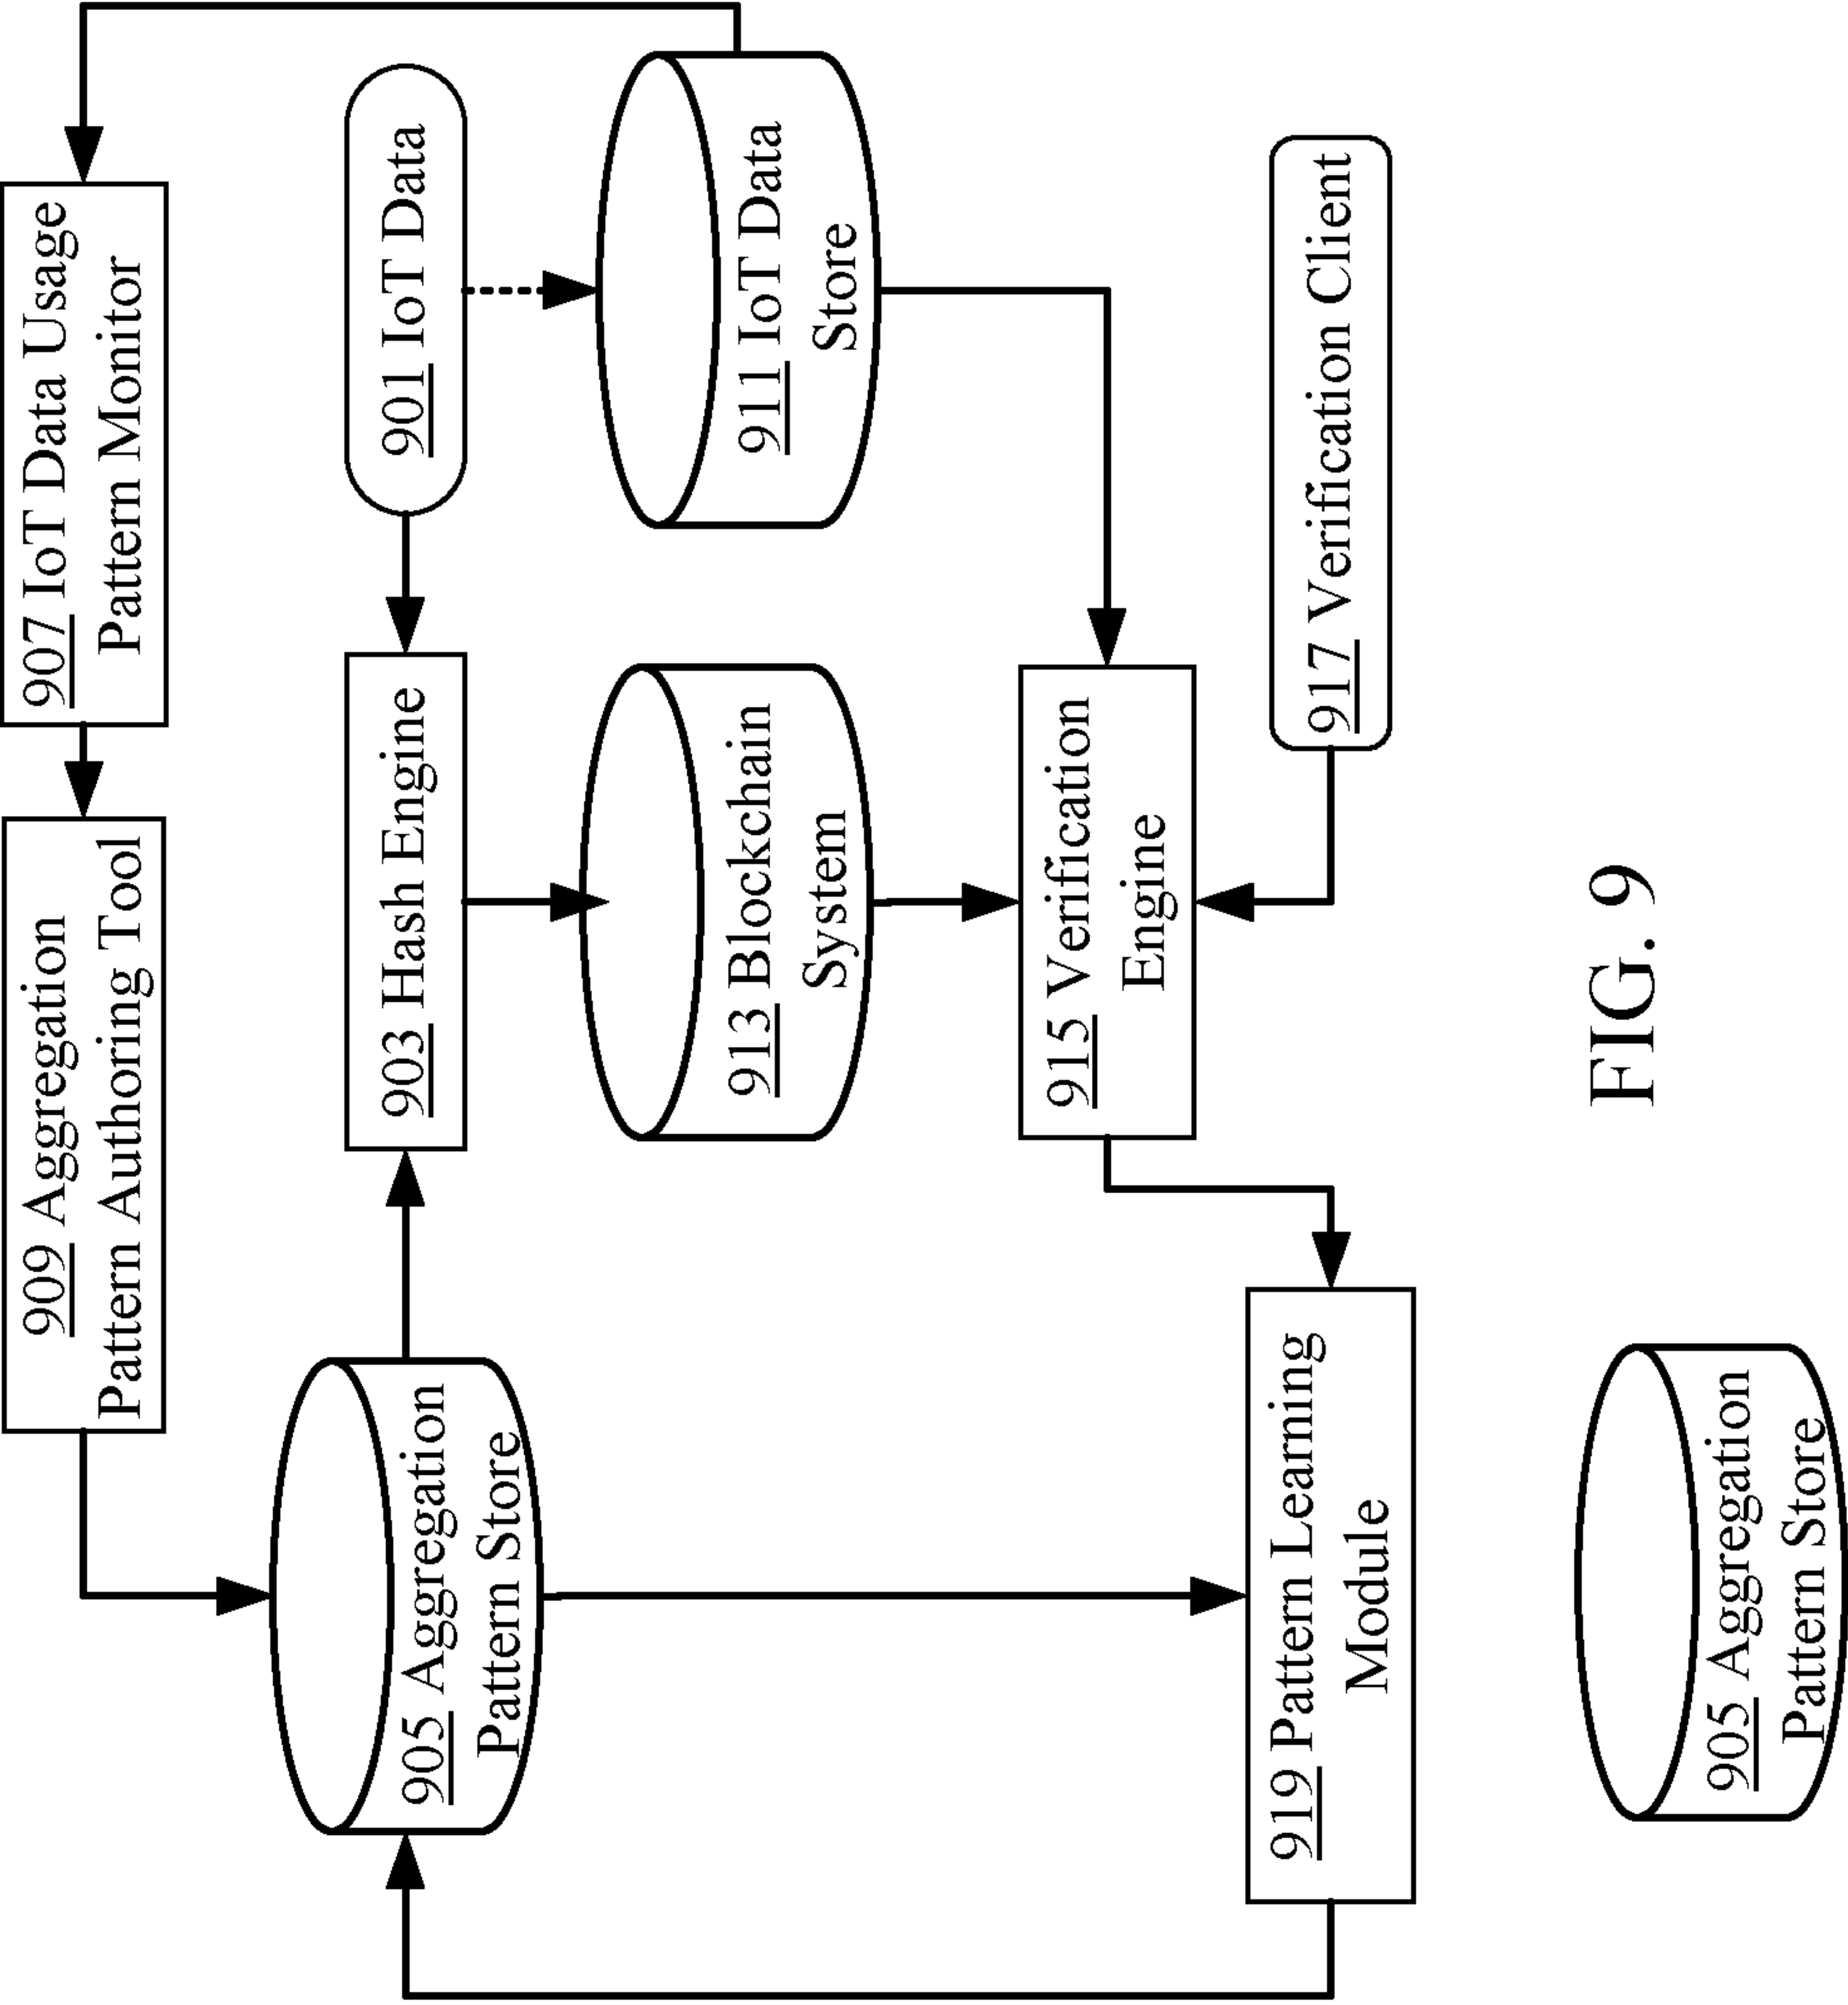 909 Aggregation
Pattern Authoring Tool
907 IoT Data Usage
Pattern Monitor
905 Aggregation
Pattern Store
903 Hash Engine
901 IoT Data
913 Blockchain
System
911 IoT Data
Store
915 Verification
Engine
919 Pattern Learning
Module
917 Verification Client
905 Aggregation
Pattern Store
FIG. 9